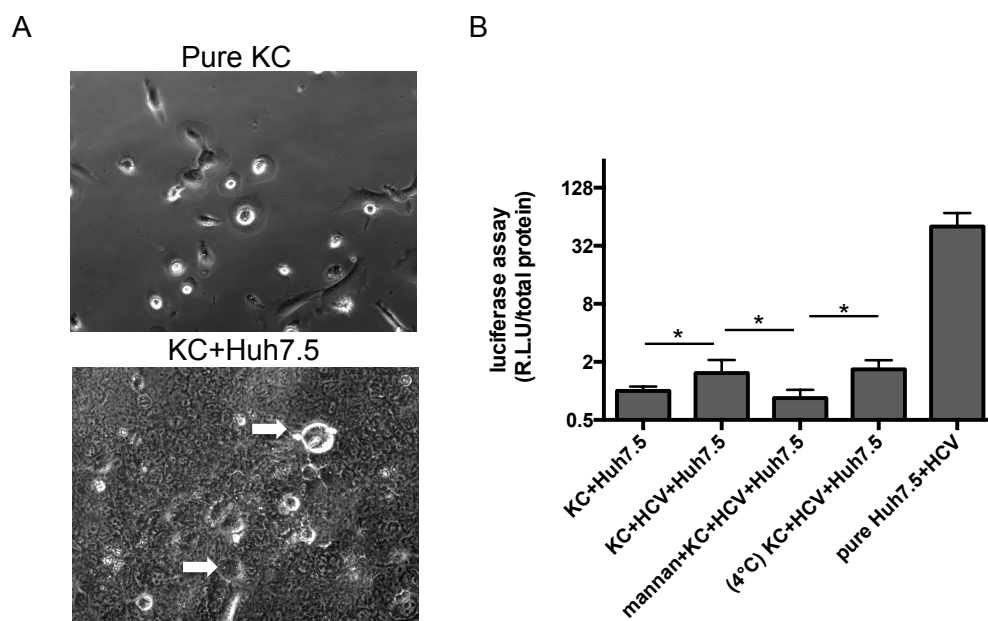 A
Pure KC
KC+Huh7.5
B
luciferase assay
(R.L.U/total protein)
128
32
8
2
0.5
*
*
*
KC+Huh7.5
KC+HCV+Huh7.5
mannan+KC+HCV+Huh7.5
(4°C) KC+HCV+Huh7.5
pure Huh7.5+HCV